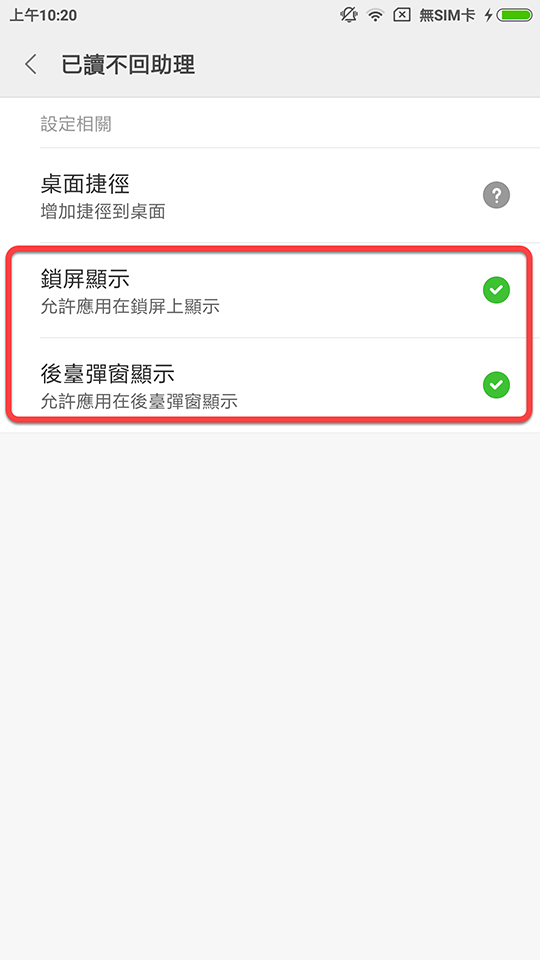 上午10:20 無SIM卡
已讀不回助理
設定相關
桌面捷徑
增加捷徑到桌面
?
鎖屏顯示
允許應用在鎖屏上顯示
後臺彈窗顯示
允許應用在後臺彈窗顯示